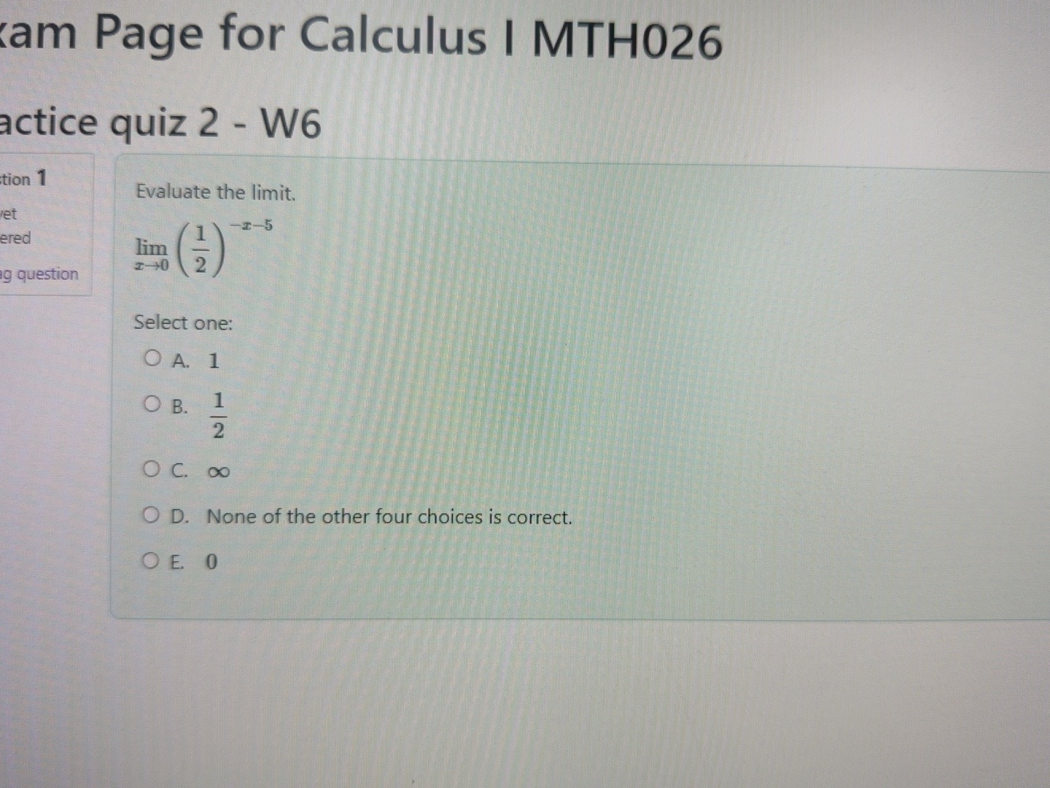 am Page for Calculus I MTH026
actice quiz 2 - W6
tion 1
et
ered
g question
Evaluate the limit.
lim x→0 (1/2)^(−x−5)
Select one:
A. 1
B. 1/2
C. ∞
D. None of the other four choices is correct.
E. 0